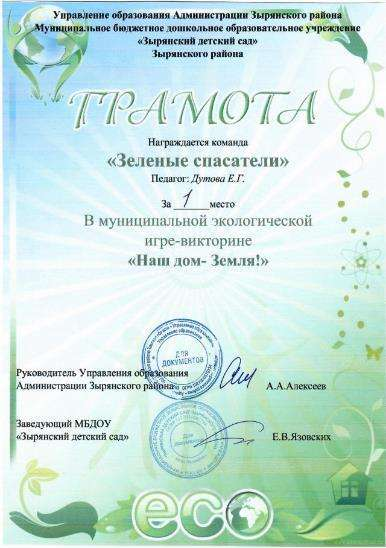 Управление образования Администрации Зырянского района
Муниципальное бюджетное дошкольное образовательное учреждение
«Зырянский детский сад»
Зырянского района
ГРАМОТА
Награждается команда
«Зеленые спасатели»
Педагог: Дутова Е.Г.
За 1 место
В муниципальной экологической
игре-викторине
«Наш дом- Земля!»
ДЛЯ
ДОКУМЕНТОВ
Руководитель Управления образования
Администрации Зырянского района
А.А.Алексеев
Заведующий МБДОУ
«Зырянский детский сад»
Е.В.Язовских
eco